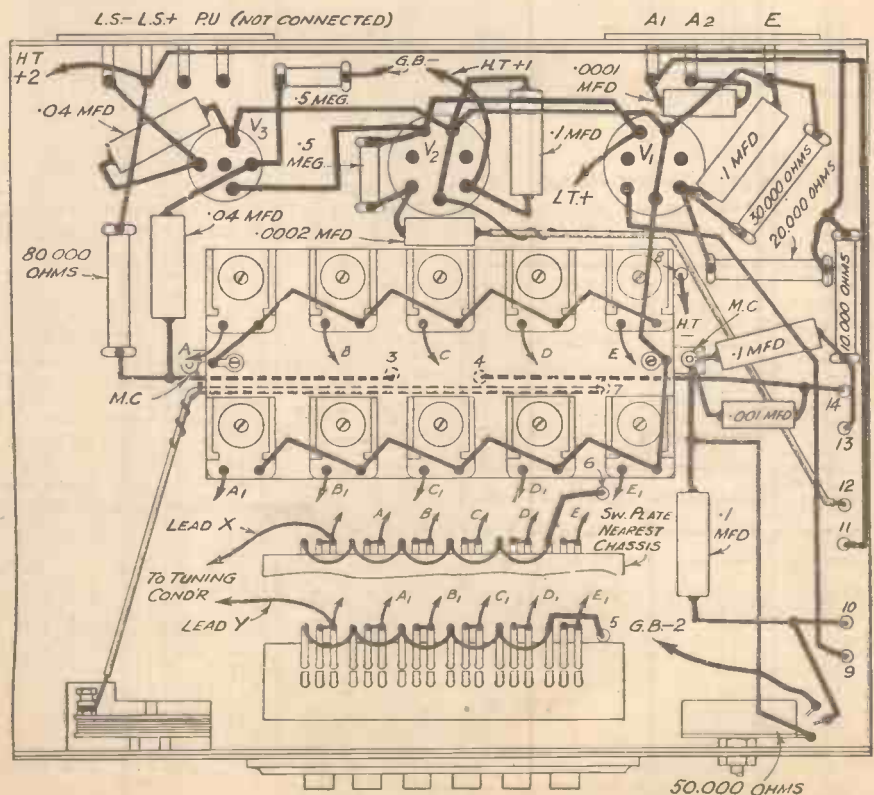 L.S.- L.S.+ P.U (NOT CONNECTED)
A1 A2 E.
HT +2
.04 MFD
.5 MEG.
G.B-
H.T+1
.0001 MFD
V3
.5 MEG.
V2
.1 MFD
V1
.1 MFD
30.000 OHMS
20.000 OHMS
L.T.+
80.000 OHMS
.04 MFD
.0002 MFD
8
H.T
M.C
10.000 OHMS
A
B
C
D
E
M.C
3
4
7
.1 MFD
.001 MFD
14
13
12
11
A1
B1
C1
D1
E1
6
LEAD X
A
B
C
D
E
SW. PLATE NEAREST CHASSIS
.1 MFD
TO TUNING COND'R
LEAD Y
A1
B1
C1
D1
E1
5
G.B.-2
10
9
50.000 OHMS